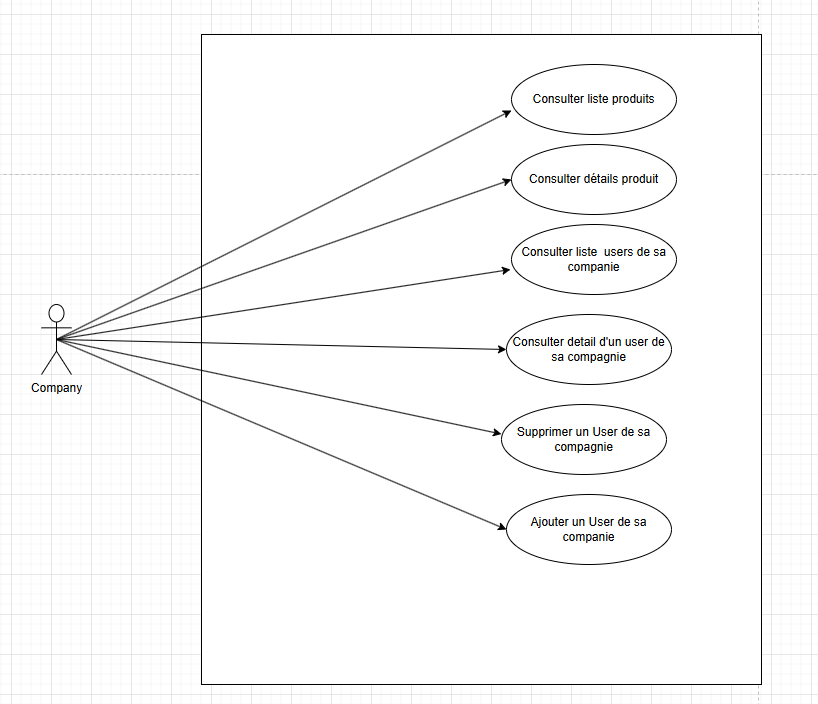 Consulter liste produits
Consulter détails produit
Consulter liste  users de sa
companie
Company
Consulter detail d'un user de
sa compagnie
Supprimer un User de sa
compagnie
Ajouter un User de sa
companie